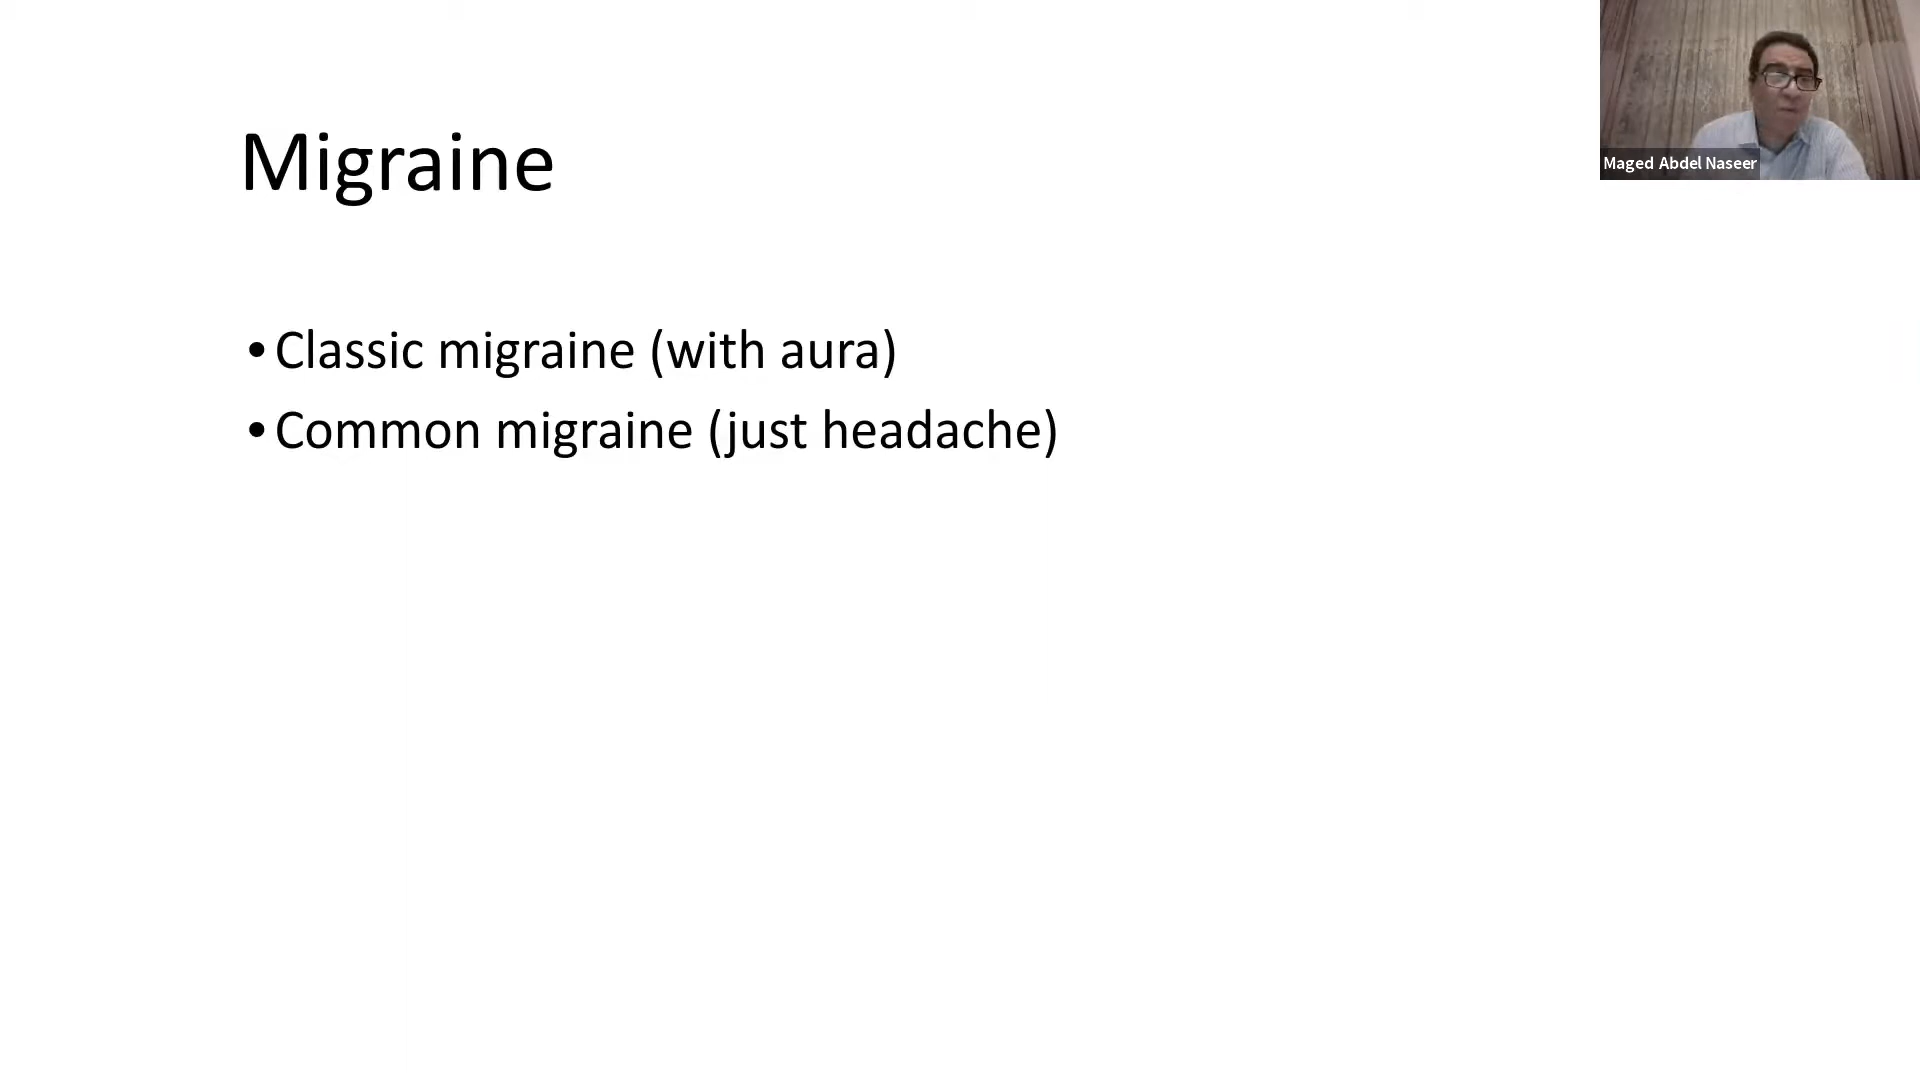 Migraine
• Classic migraine (with aura)
• Common migraine (just headache)
Maged Abdel Naseer